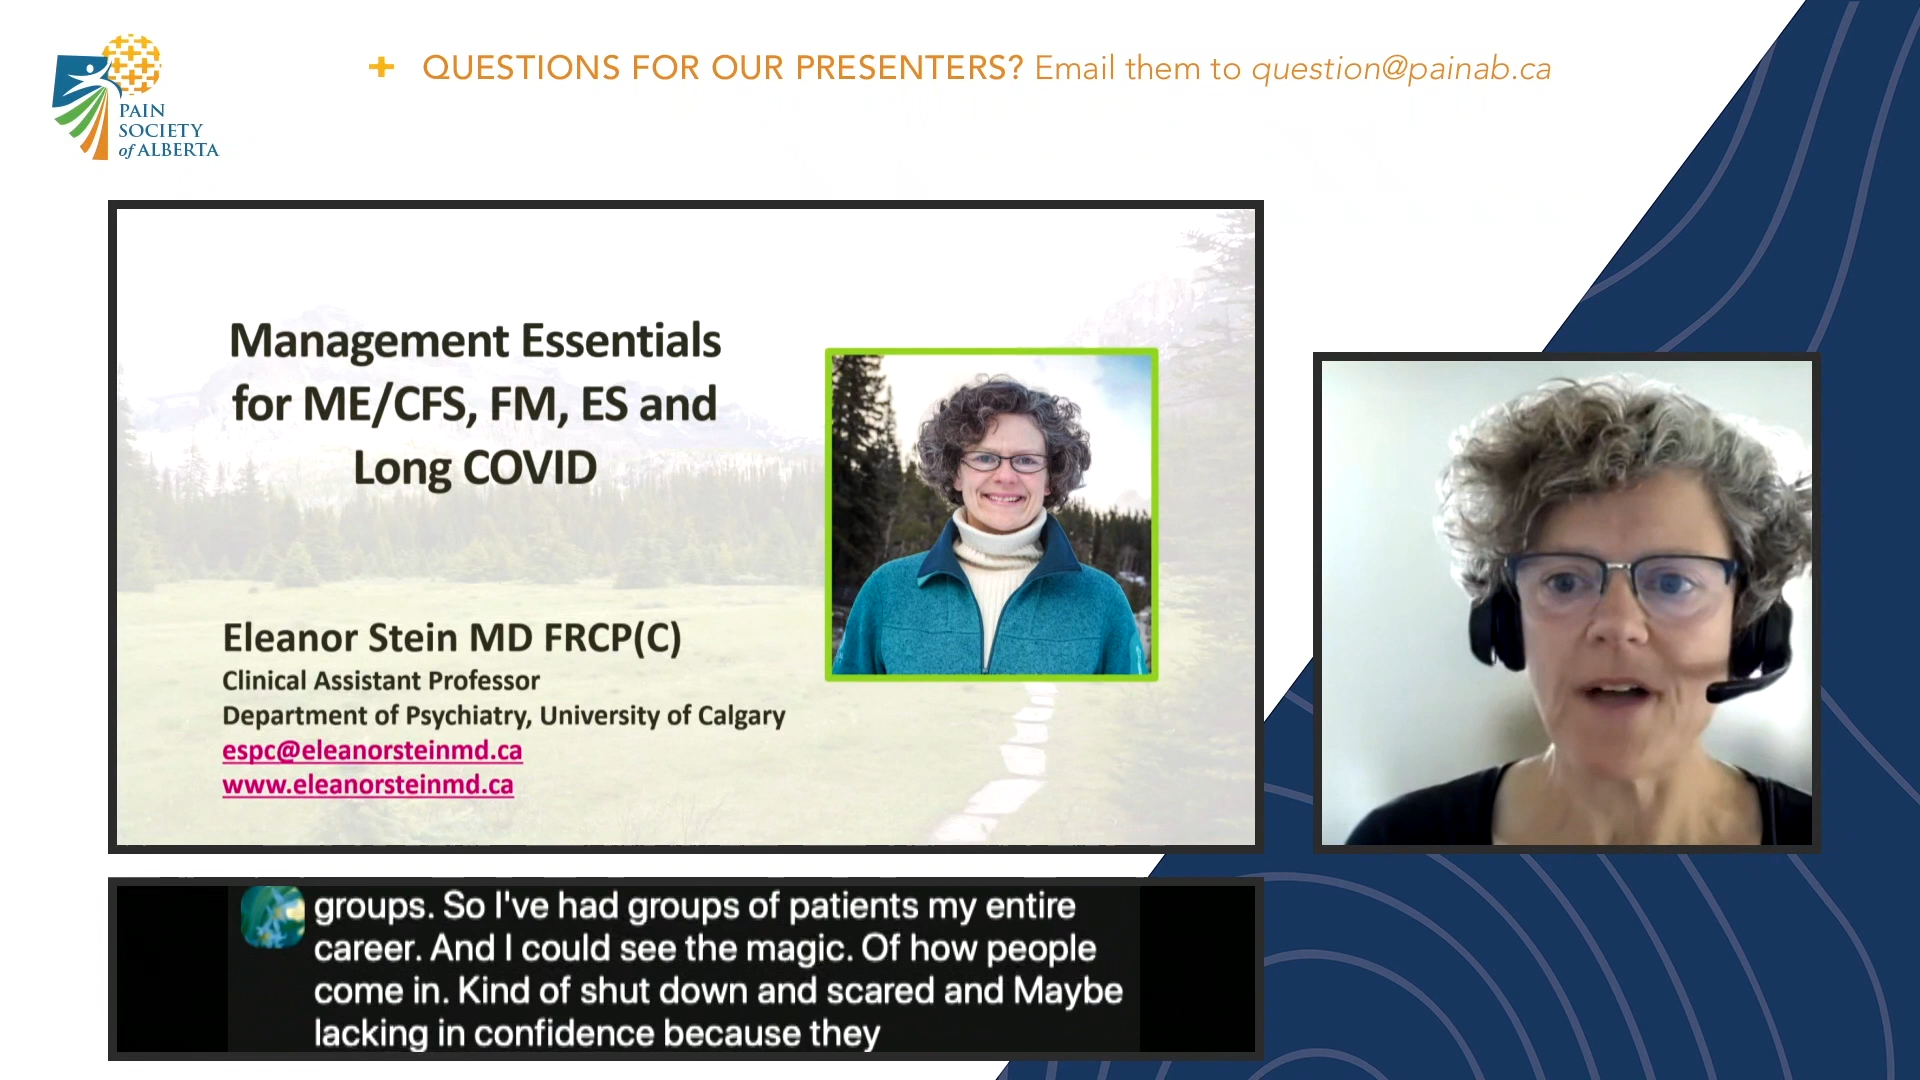 + QUESTIONS FOR OUR PRESENTERS? Email them to question@painab.ca
PAIN
SOCIETY
of ALBERTA
Management Essentials
for ME/CFS, FM, ES and
Long COVID
Eleanor Stein MD FRCP(C)
Clinical Assistant Professor
Department of Psychiatry, University of Calgary
espc@eleanorsteinmd.ca
www.eleanorsteinmd.ca
groups. So I've had groups of patients my entire
career. And I could see the magic. Of how people
come in. Kind of shut down and scared and Maybe
lacking in confidence because they